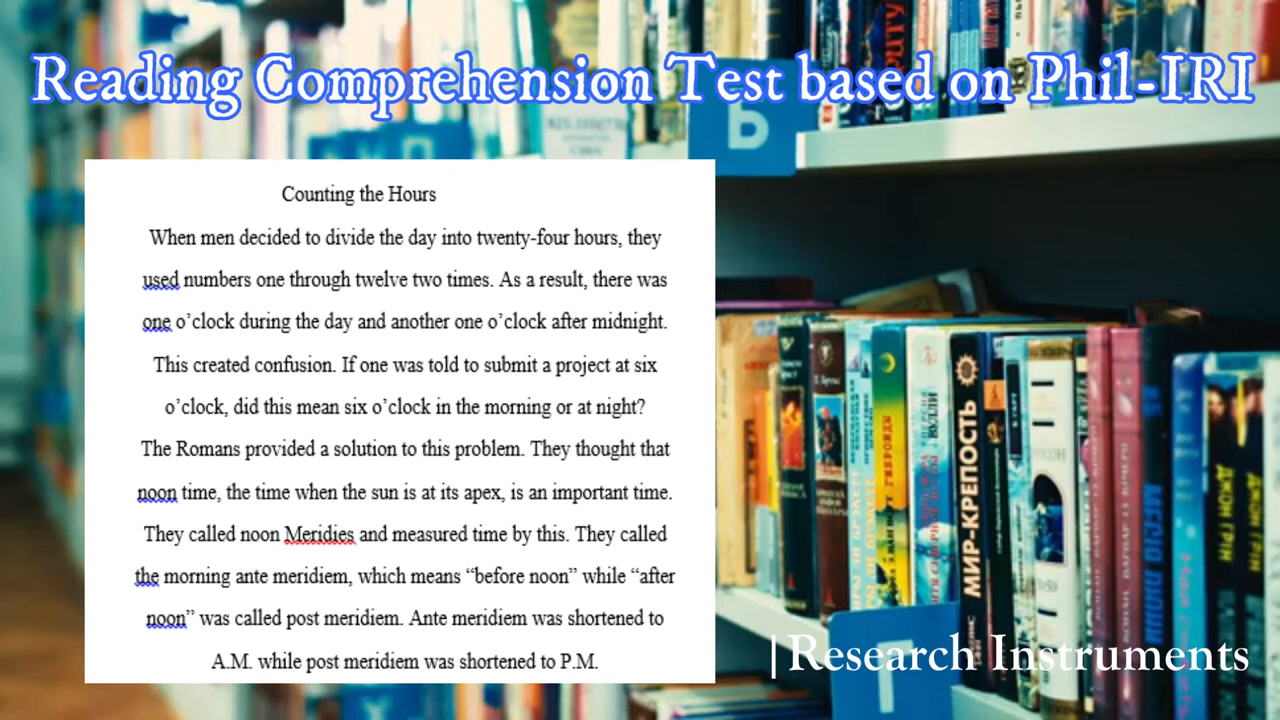 Reading Comprehension Test based on Phil-IRI
Ь
Counting the Hours
When men decided to divide the day into twenty-four hours, they
used numbers one through twelve two times. As a result, there was
one o’clock during the day and another one o’clock after midnight.
This created confusion. If one was told to submit a project at six
o’clock, did this mean six o’clock in the morning or at night?
The Romans provided a solution to this problem. They thought that
noon time, the time when the sun is at its apex, is an important time.
They called noon Meridies and measured time by this. They called
the morning ante meridiem, which means “before noon” while “after
noon” was called post meridiem. Ante meridiem was shortened to
A.M. while post meridiem was shortened to P.M.
МИР-КРЕПОСТЬ
ГИБРИДЫ
ДЖОН ГРИН
|Research Instruments